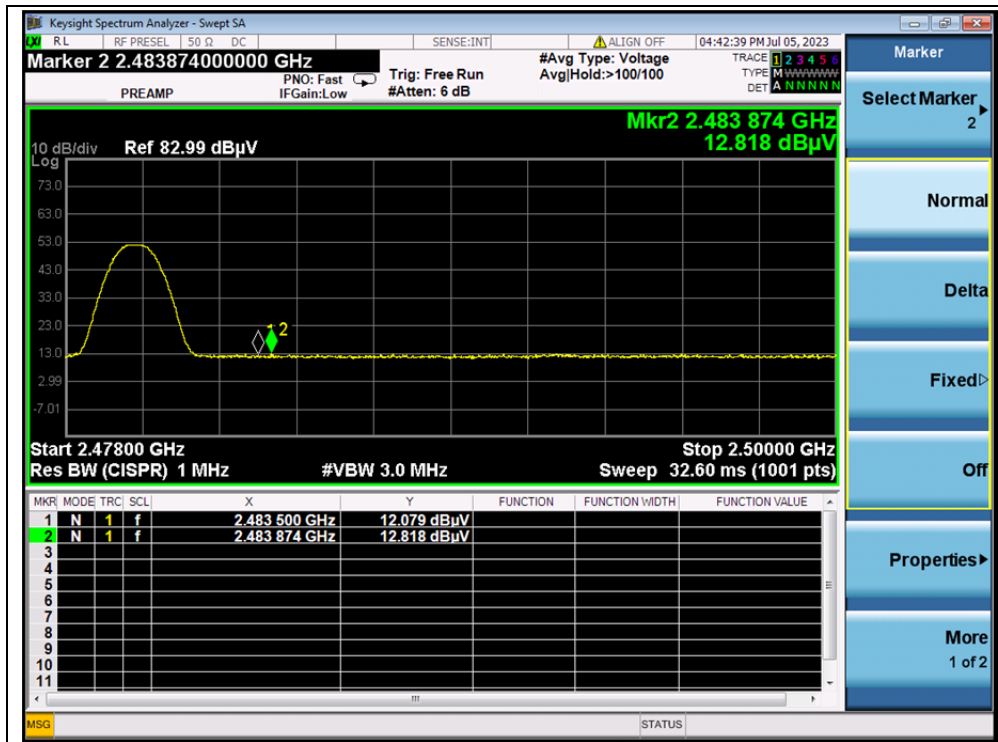 Keysight Spectrum Analyzer - Swept SA
LXI RL RF PRESEL 50 Ω DC SENSE:INT ALIGN OFF 04:42:39 PM Jul 05, 2023
Marker 2 2.483874000000 GHz #Avg Type: Voltage TRACE 1 2 3 4 5 6
PNO: Fast Trig: Free Run Avg|Hold:>100/100 TYPE M WWWWW
PREAMP IFGain:Low #Atten: 6 dB DET A N N N N N
Mkr2 2.483 874 GHz
10 dB/div Ref 82.99 dBµV 12.818 dBµV
Log
73.0
63.0
53.0
43.0
33.0
23.0
13.0
2.99
-7.01
1 2
Start 2.47800 GHz Stop 2.50000 GHz
Res BW (CISPR) 1 MHz #VBW 3.0 MHz Sweep 32.60 ms (1001 pts)
MKR MODE TRC SCL X Y FUNCTION FUNCTION WIDTH FUNCTION VALUE
1 N 1 f 2.483 500 GHz 12.079 dBµV
2 N 1 f 2.483 874 GHz 12.818 dBµV
3
4
5
6
7
8
9
10
11
MSG STATUS
Marker
Select Marker
2
Normal
Delta
Fixed
Off
Properties
More
1 of 2